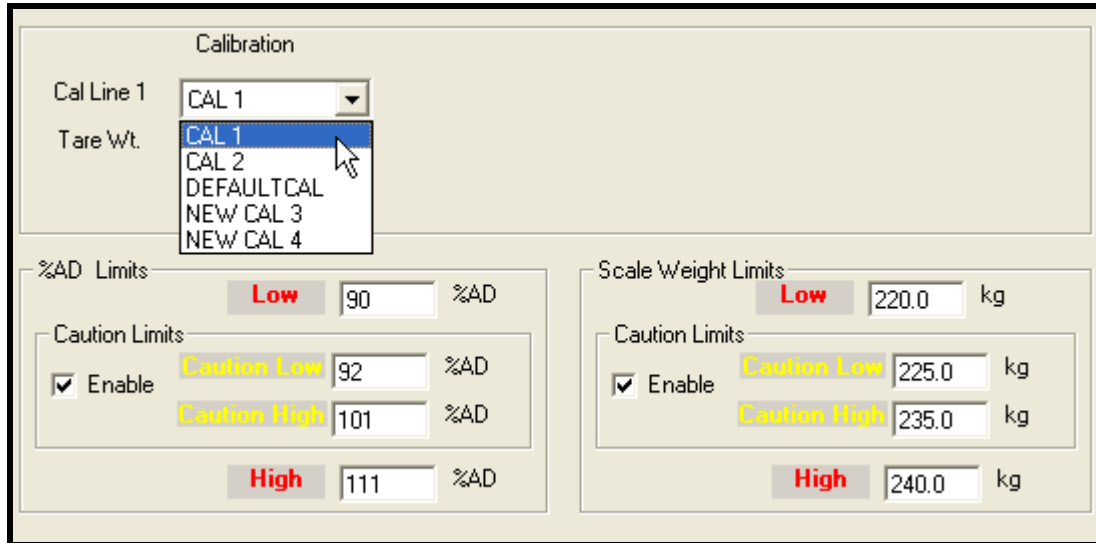 Calibration
Cal Line 1
CAL 1
Tare Wt.
CAL 1
CAL 2
DEFAULTCAL
NEW CAL 3
NEW CAL 4
%AD Limits
Low 90 %AD
Caution Limits
Enable
Caution Low 92 %AD
Caution High 101 %AD
High 111 %AD
Scale Weight Limits
Low 220.0 kg
Caution Limits
Enable
Caution Low 225.0 kg
Caution High 235.0 kg
High 240.0 kg